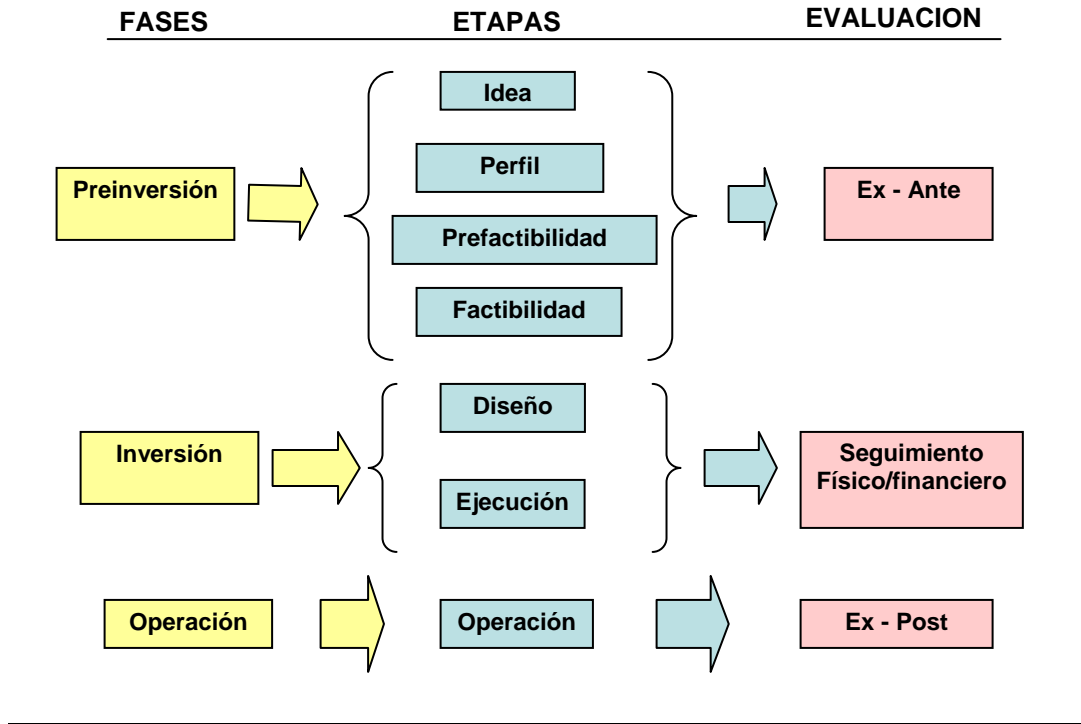 FASES
ETAPAS
EVALUACION
Idea
Perfil
Preinversión
Ex - Ante
Prefactibilidad
Factibilidad
Diseño
Inversión
Seguimiento
Físico/financiero
Ejecución
Operación
Operación
Ex - Post